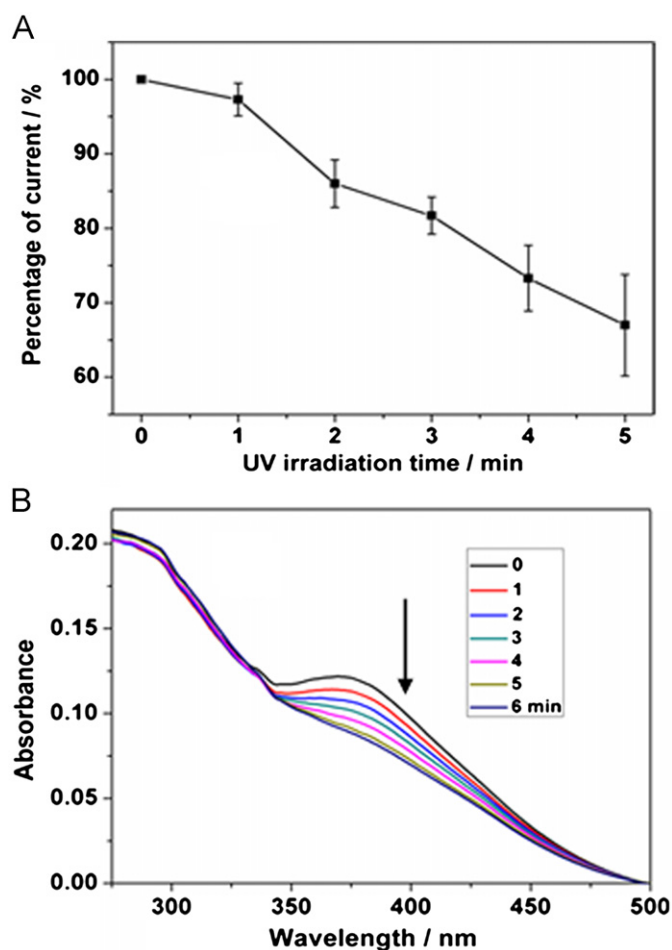 A
Percentage of current / %
100
90
80
70
60
0 1 2 3 4 5
UV irradiation time / min
B
Absorbance
0.20
0.15
0.10
0.05
0.00
0
1
2
3
4
5
6 min
300 350 400 450 500
Wavelength / nm